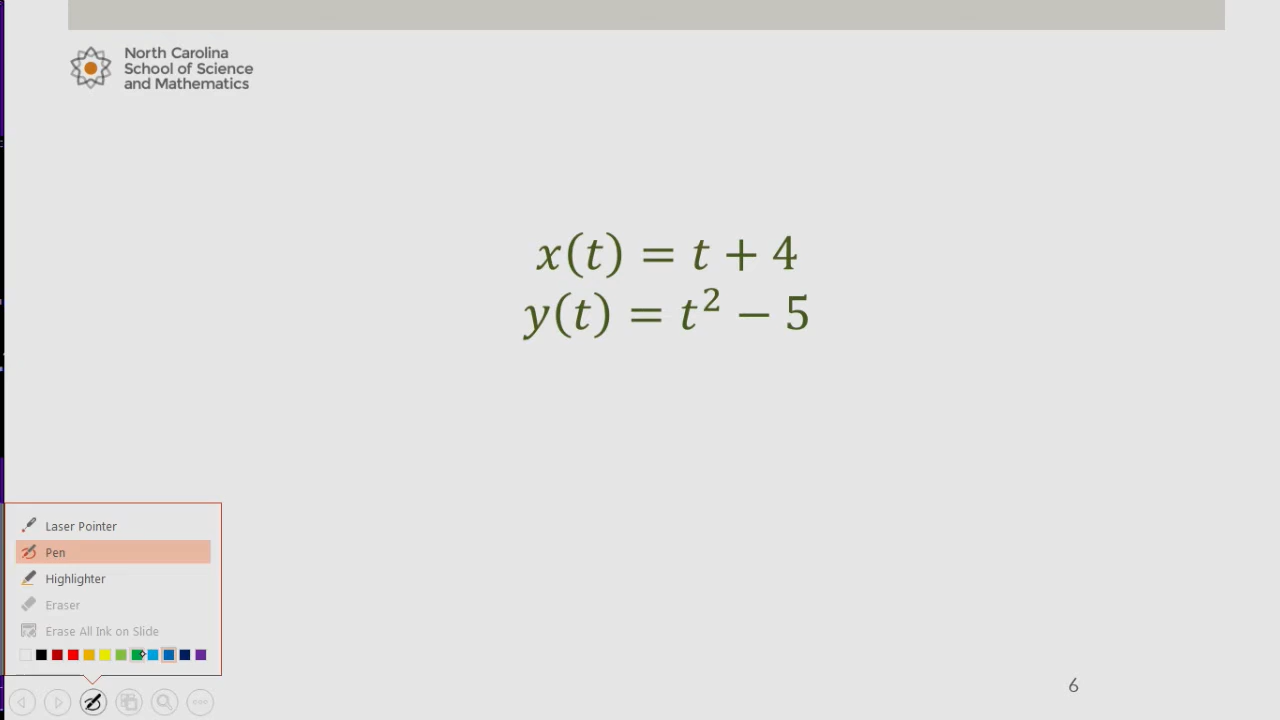 North Carolina
School of Science
and Mathematics
x(t) = t + 4
y(t) = t² − 5
Laser Pointer
Pen
Highlighter
Eraser
Erase All Ink on Slide
6